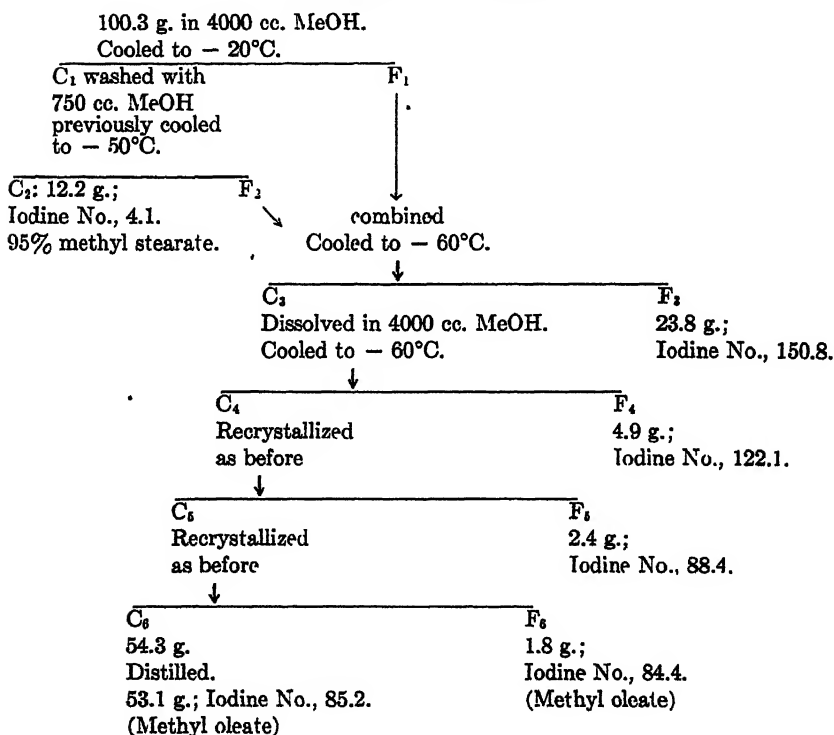 100.3 g. in 4000 cc. MeOH.
Cooled to − 20°C.
C₁ washed with
750 cc. MeOH
previously cooled
to − 50°C.
F₁
C₂: 12.2 g.;
Iodine No., 4.1.
95% methyl stearate.
F₂
combined
Cooled to − 60°C.
C₃
Dissolved in 4000 cc. MeOH.
Cooled to − 60°C.
F₃
23.8 g.;
Iodine No., 150.8.
C₄
Recrystallized
as before
F₄
4.9 g.;
Iodine No., 122.1.
C₅
Recrystallized
as before
F₅
2.4 g.;
Iodine No., 88.4.
C₆
54.3 g.
Distilled.
53.1 g.; Iodine No., 85.2.
(Methyl oleate)
F₆
1.8 g.;
Iodine No., 84.4.
(Methyl oleate)